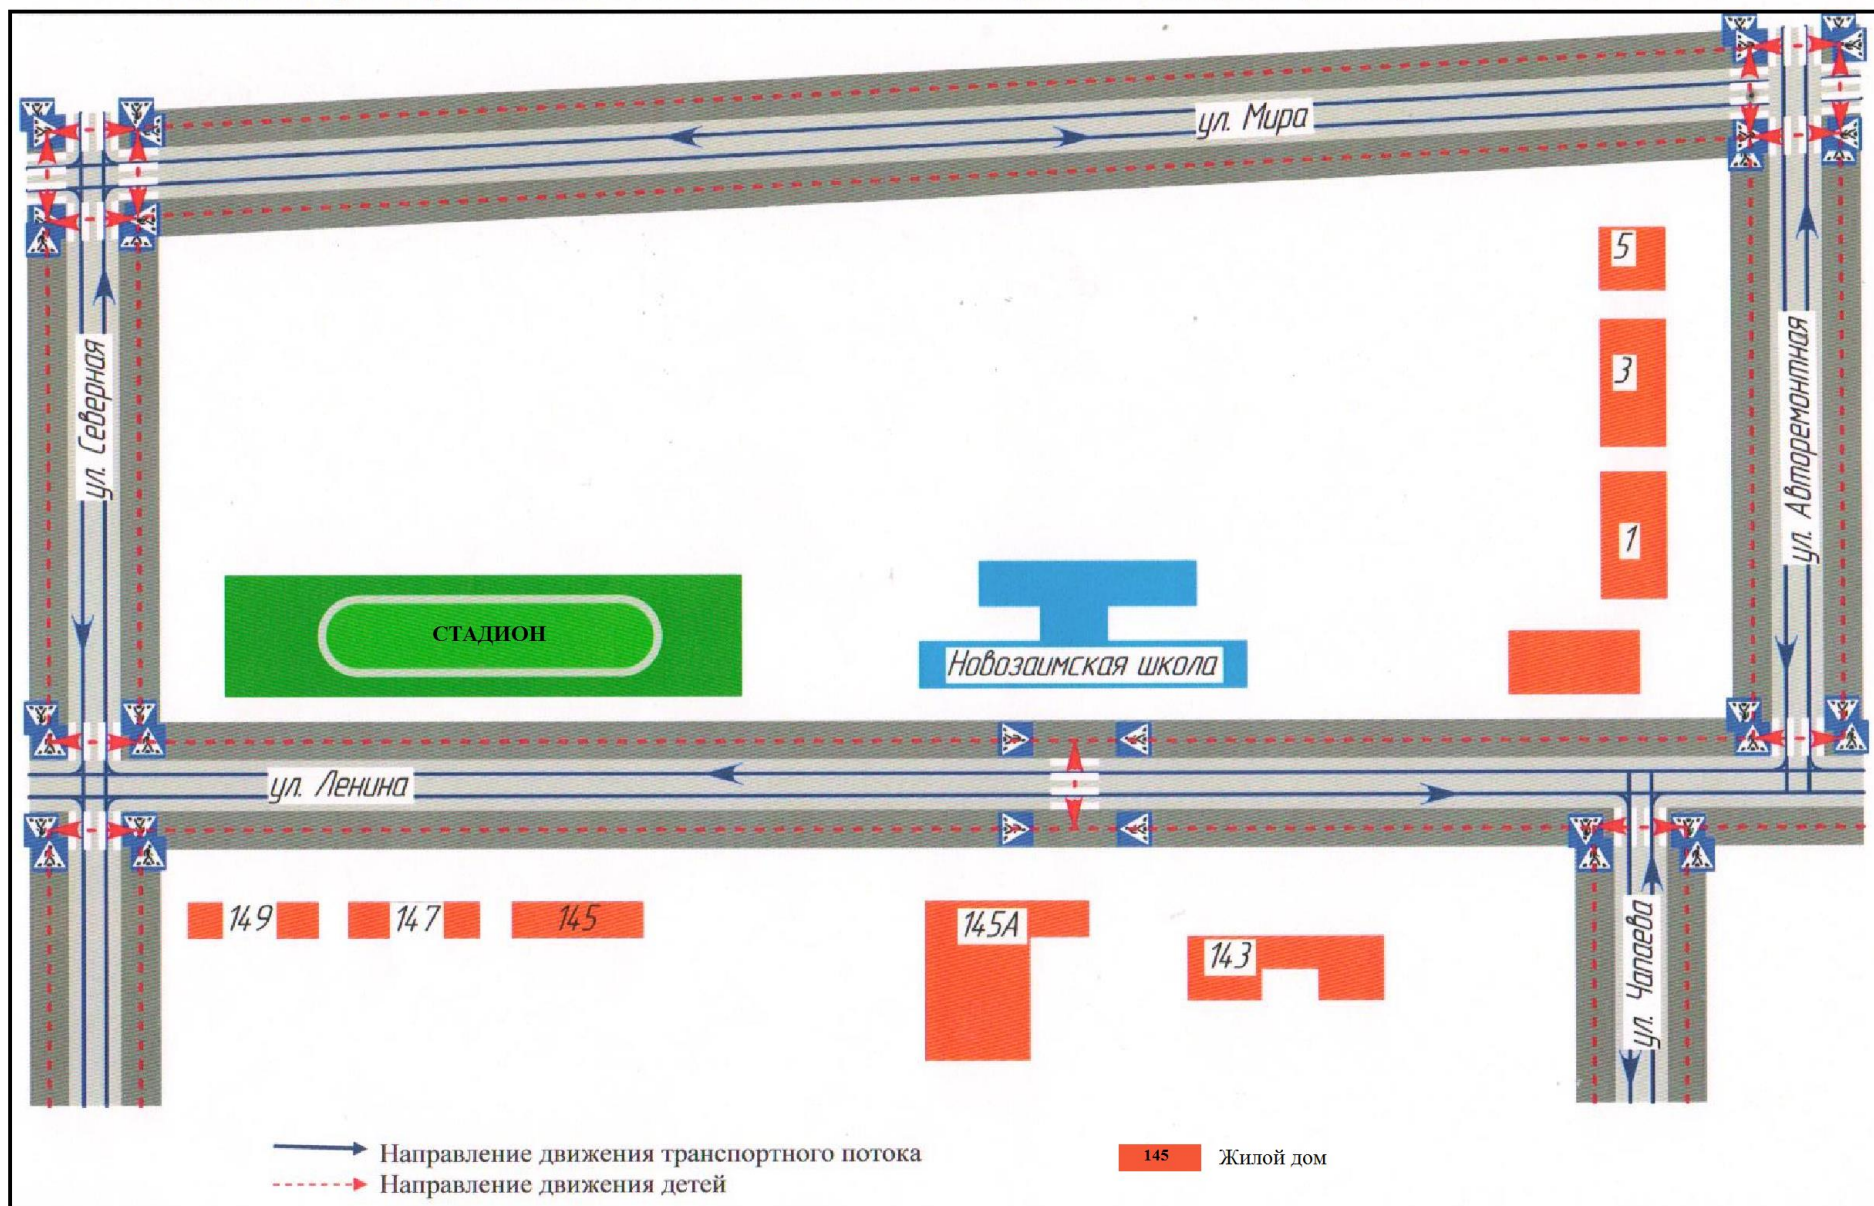 ул. Мира
5
3
1
ул. Северная
ул. Авторемонтная
СТАДИОН
Новозаимская школа
ул. Ленина
149
147
145
145А
143
ул. Чапаева
Направление движения транспортного потока
Направление движения детей
145
Жилой дом